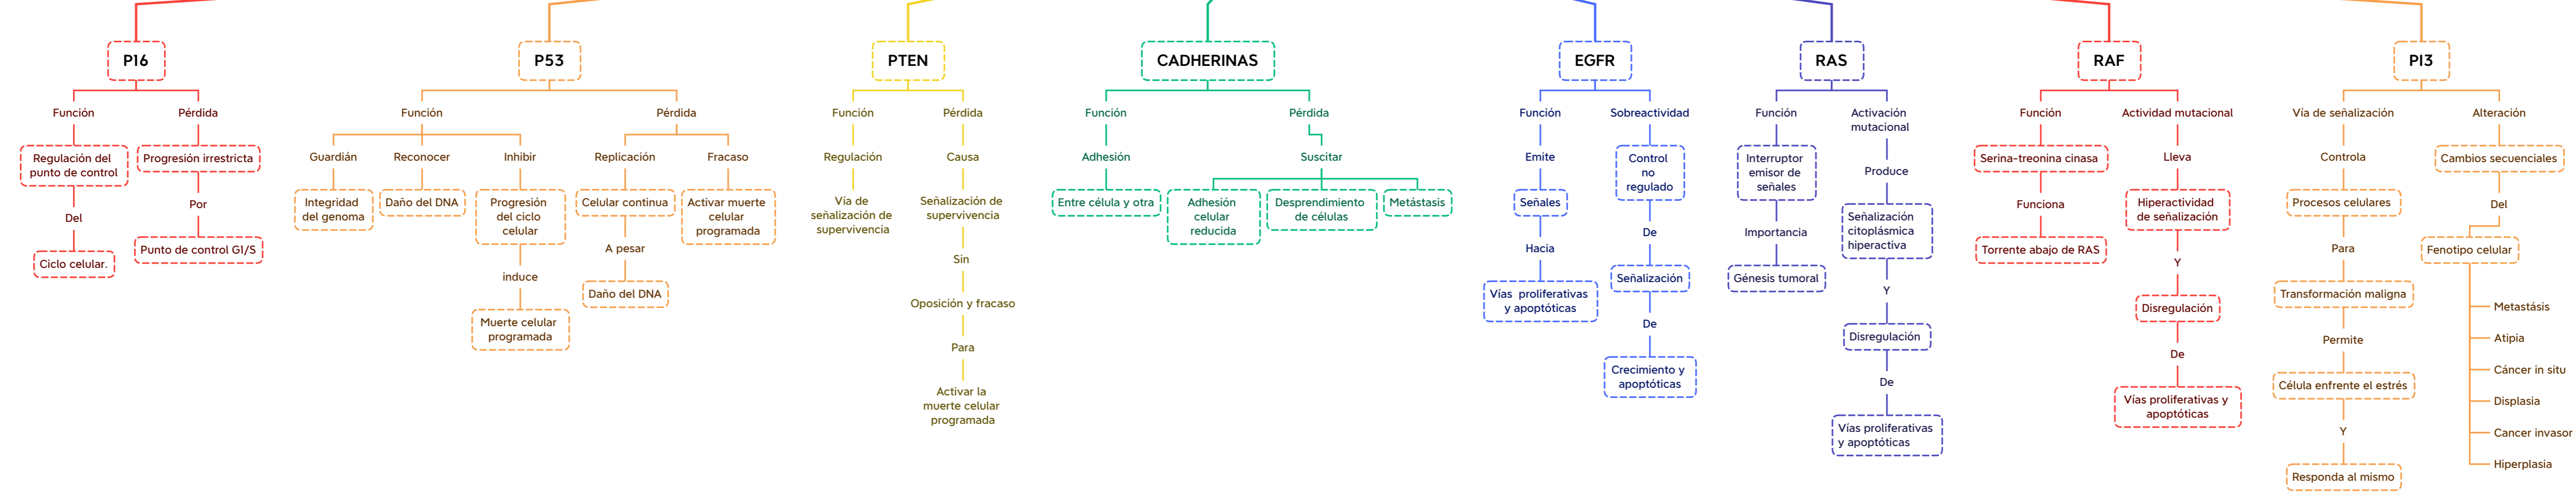 P16
Función
Pérdida
Regulación del
punto de control
Progresión irrestricta
Del
Por
Ciclo celular.
Punto de control G1/S
P53
Función
Pérdida
Guardián
Reconocer
Inhibir
Replicación
Fracaso
Integridad
del genoma
Daño del DNA
Progresión
del ciclo
celular
Celular continua
Activar muerte
celular
programada
induce
A pesar
Muerte celular
programada
Daño del DNA
PTEN
Función
Pérdida
Regulación
Causa
Vía de
señalización de
supervivencia
Señalización de
supervivencia
Sin
Oposición y fracaso
Para
Activar la
muerte celular
programada
CADHERINAS
Función
Pérdida
Adhesión
Suscitar
Entre célula y otra
Adhesión
celular
reducida
Desprendimiento
de células
Metástasis
EGFR
Función
Sobreactividad
Emite
Control
no
regulado
Señales
De
Hacia
Señalización
Vías proliferativas
y apoptóticas
De
Crecimiento y
apoptóticas
RAS
Función
Activación
mutacional
Interruptor
emisor de
señales
Produce
Importancia
Señalización
citoplásmica
hiperactiva
Génesis tumoral
Y
Disregulación
De
Vías proliferativas
y apoptóticas
RAF
Función
Actividad mutacional
Serina-treonina cinasa
Lleva
Funciona
Hiperactividad
de señalización
Torrente abajo de RAS
Y
Disregulación
De
Vías proliferativas y
apoptóticas
PI3
Vía de señalización
Alteración
Controla
Cambios secuenciales
Procesos celulares
Del
Para
Fenotipo celular
Transformación maligna
Permite
Célula enfrente el estrés
Y
Responda al mismo
Metastásis
Atipia
Cáncer in situ
Displasia
Cancer invasor
Hiperplasia